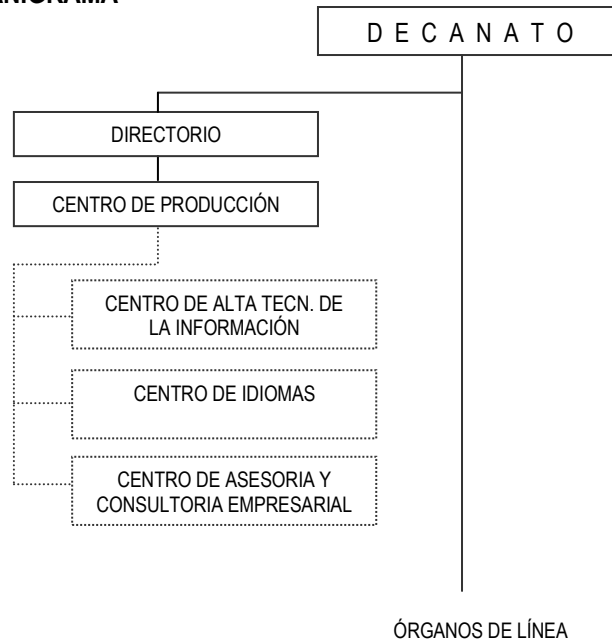 D E C A N A T O
DIRECTORIO
CENTRO DE PRODUCCIÓN
CENTRO DE ALTA TECN. DE
LA INFORMACIÓN
CENTRO DE IDIOMAS
CENTRO DE ASESORIA Y
CONSULTORIA EMPRESARIAL
ÓRGANOS DE LÍNEA